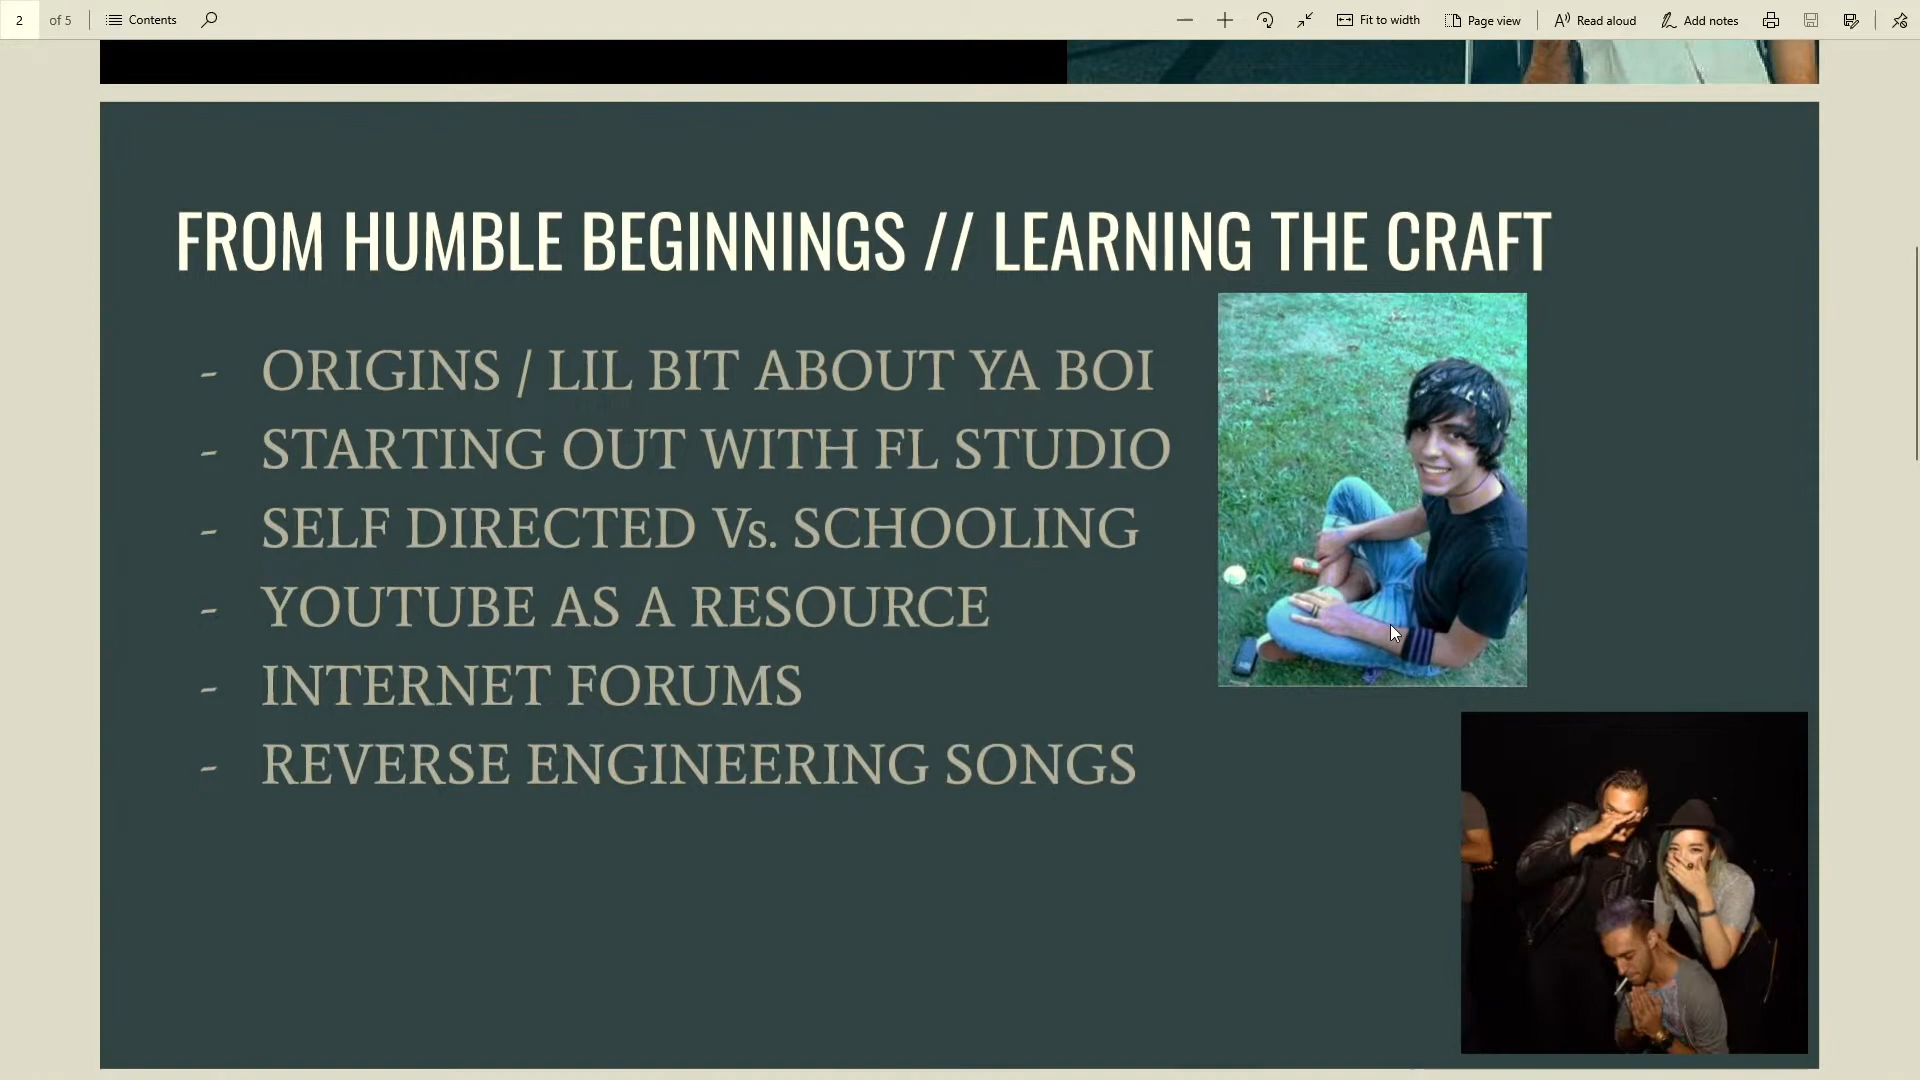 2 of 5 Contents Fit to width Page view Read aloud Add notes
FROM HUMBLE BEGINNINGS // LEARNING THE CRAFT
- ORIGINS / LIL BIT ABOUT YA BOI
- STARTING OUT WITH FL STUDIO
- SELF DIRECTED Vs. SCHOOLING
- YOUTUBE AS A RESOURCE
- INTERNET FORUMS
- REVERSE ENGINEERING SONGS